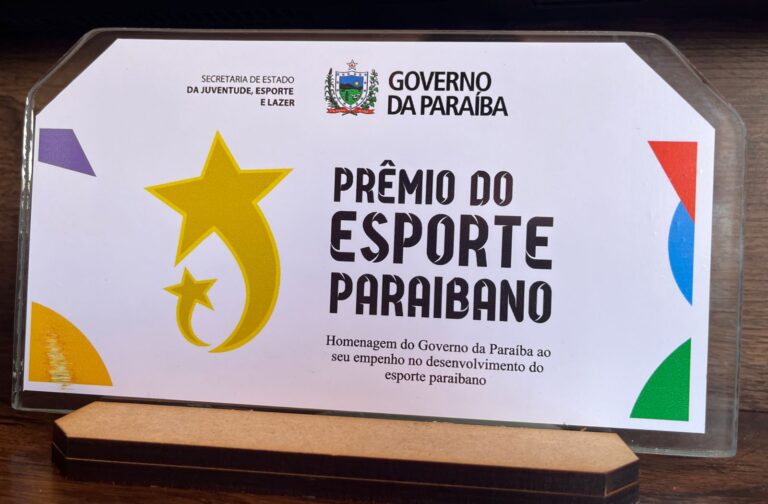 SECRETARIA DE ESTADO
DA JUVENTUDE, ESPORTE
E LAZER
GOVERNO
DA PARAÍBA
PRÊMIO DO
ESPORTE
PARAIBANO
Homenagem do Governo da Paraíba ao
seu empenho no desenvolvimento do
esporte paraibano